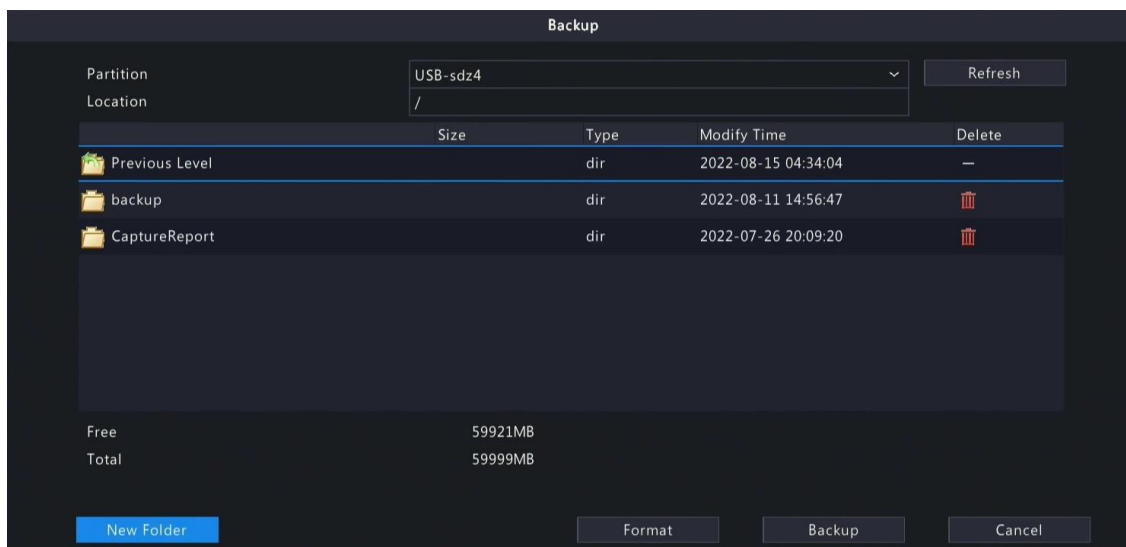 Backup
Partition USB-sdz4 Refresh
Location /
Size Type Modify Time Delete
Previous Level dir 2022-08-15 04:34:04 —
backup dir 2022-08-11 14:56:47
CaptureReport dir 2022-07-26 20:09:20
Free 59921MB
Total 59999MB
New Folder Format Backup Cancel